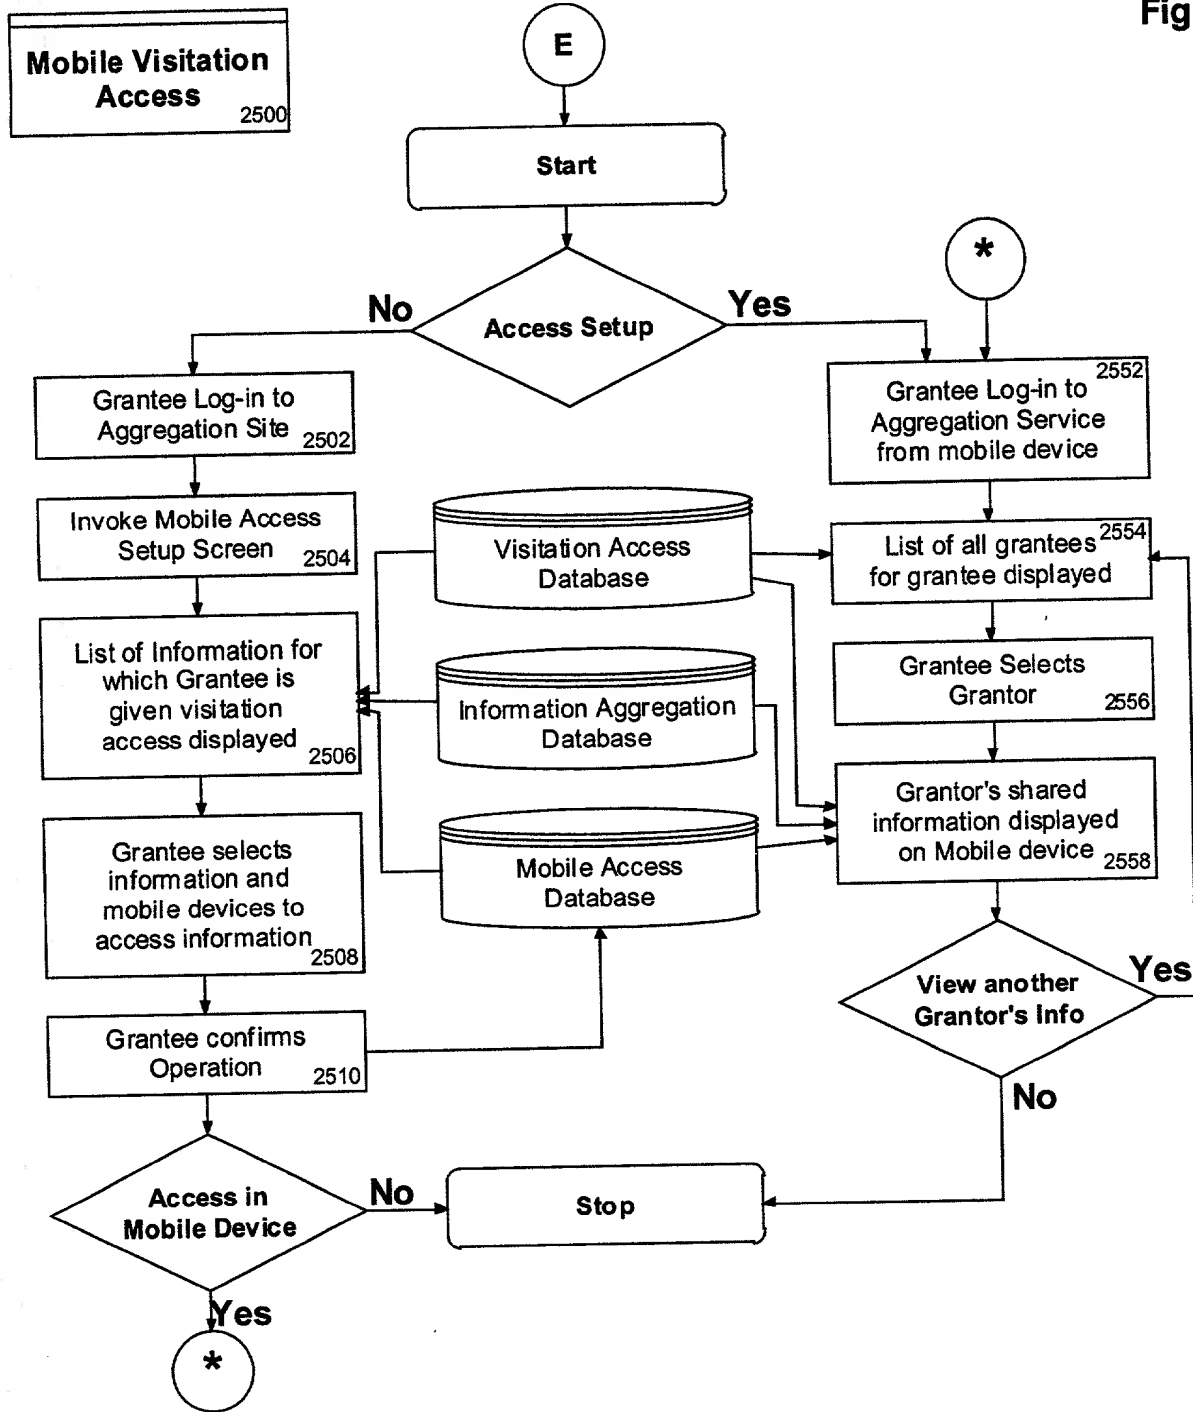 Fig
Mobile Visitation
Access
2500
E
Start
*
No
Yes
Access Setup
Grantee Log-in to
Aggregation Site
2502
2552
Grantee Log-in to
Aggregation Service
from mobile device
Invoke Mobile Access
Setup Screen
2504
Visitation Access
Database
2554
List of all grantees
for grantee displayed
List of Information for
which Grantee is
given visitation
access displayed
2506
Information Aggregation
Database
Grantee Selects
Grantor
2556
Grantee selects
information and
mobile devices to
access information
2508
Mobile Access
Database
Grantor's shared
information displayed
on Mobile device
2558
View another
Grantor's Info
Yes
Grantee confirms
Operation
2510
No
Access in
Mobile Device
No
Stop
Yes
*